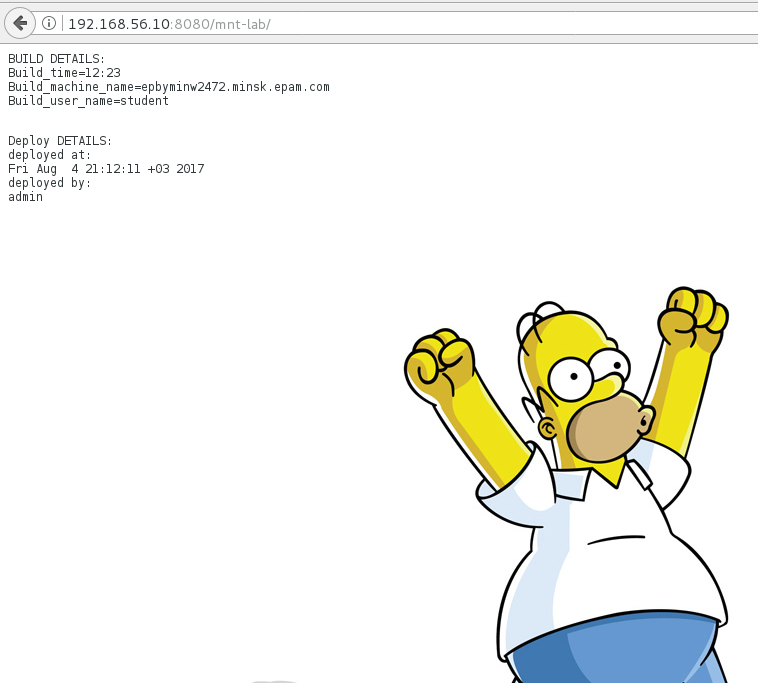 192.168.56.10:8080/mnt-lab/
BUILD DETAILS:
Build_time=12:23
Build_machine_name=epbyminw2472.minsk.epam.com
Build_user_name=student
Deploy DETAILS:
deployed at:
Fri Aug  4 21:12:11 +03 2017
deployed by:
admin